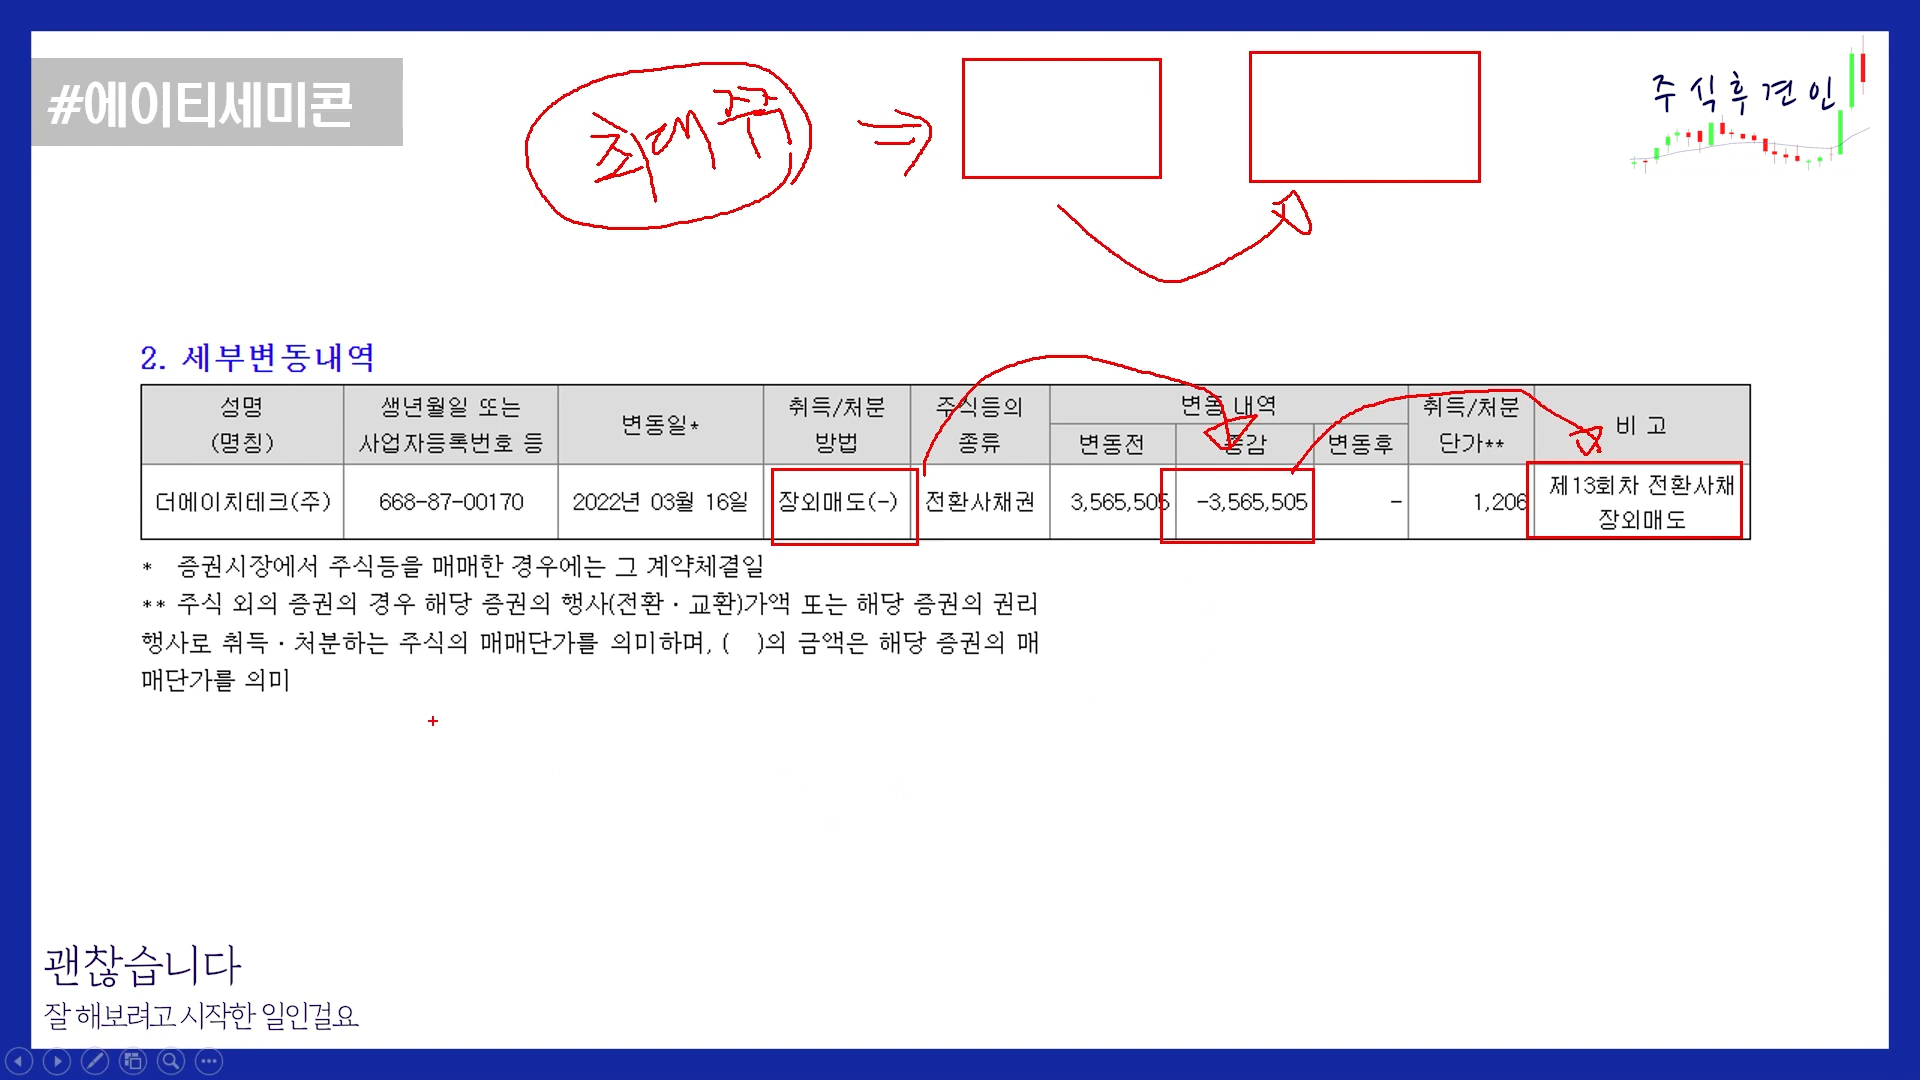 #에이티세미콘
최대주
주식후견인
2. 세부변동내역
성명
(명칭)
생년월일 또는
사업자등록번호 등
변동일*
취득/처분
방법
주식등의
종류
변동 내역
변동전
증감
변동후
취득/처분
단가**
비 고
더에이치테크(주)
668-87-00170
2022년 03월 16일
장외매도(-)
전환사채권
3,565,505
-3,565,505
-
1,206
제13회차 전환사채
장외매도
* 증권시장에서 주식등을 매매한 경우에는 그 계약체결일
** 주식 외의 증권의 경우 해당 증권의 행사(전환·교환)가액 또는 해당 증권의 권리
행사로 취득·처분하는 주식의 매매단가를 의미하며, ( )의 금액은 해당 증권의 매
매단가를 의미
괜찮습니다
잘 해보려고 시작한 일인걸요